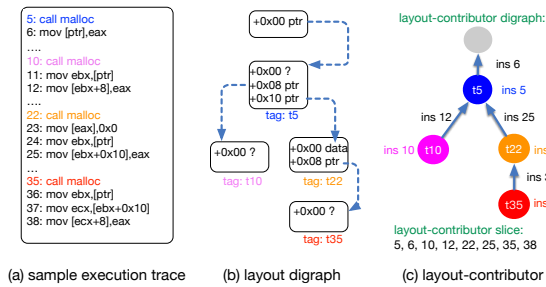 5: call malloc
6: mov [ptr],eax
....
10: call malloc
11: mov ebx,[ptr]
12: mov [ebx+8],eax
....
22: call malloc
23: mov [eax],0x0
24: mov ebx,[ptr]
25: mov [ebx+0x10],eax
...
35: call malloc
36: mov ebx,[ptr]
37: mov ecx,[ebx+0x10]
38: mov [ecx+8],eax
(a) sample execution trace
+0x00 ptr
+0x00 ?
+0x08 ptr
+0x10 ptr
tag: t5
+0x00 ?
tag: t10
+0x00 data
+0x08 ptr
tag: t22
+0x00 ?
tag: t35
(b) layout digraph
layout-contributor digraph:
ins 6
t5
ins 5
ins 12
ins 25
ins 10
t10
t22
ins
ins
t35
ins
layout-contributor slice:
5, 6, 10, 12, 22, 25, 35, 38
(c) layout-contributor